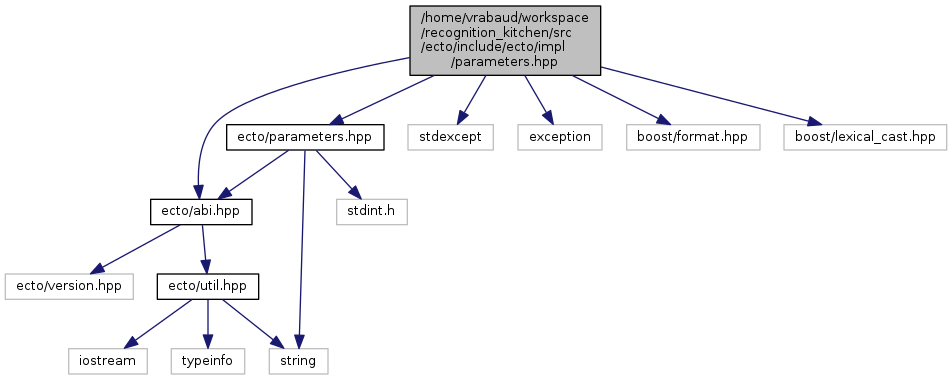 /home/vrabaud/workspace
/recognition_kitchen/src
/ecto/include/ecto/impl
/parameters.hpp
ecto/parameters.hpp
stdexcept
exception
boost/format.hpp
boost/lexical_cast.hpp
ecto/abi.hpp
stdint.h
ecto/version.hpp
ecto/util.hpp
iostream
typeinfo
string